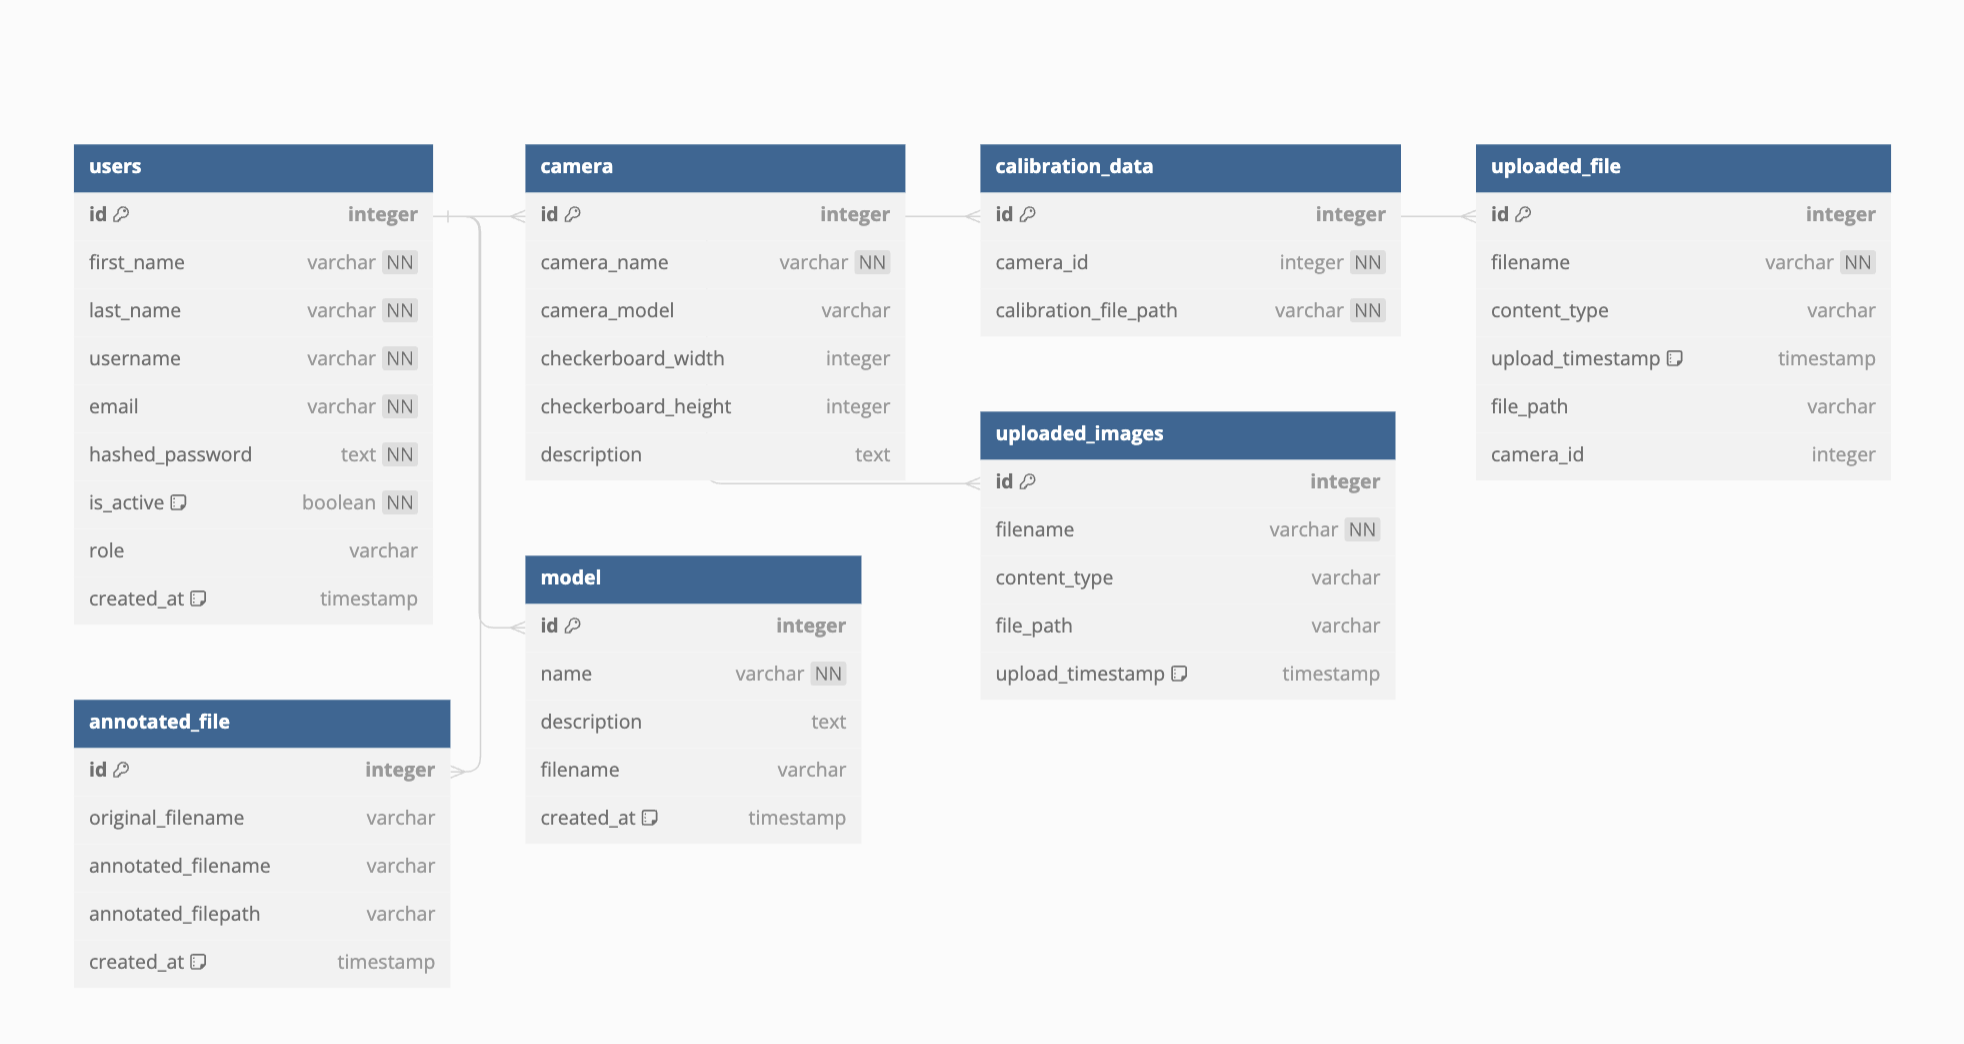 users
id integer
first_name varchar NN
last_name varchar NN
username varchar NN
email varchar NN
hashed_password text NN
is_active boolean NN
role varchar
created_at timestamp
camera
id integer
camera_name varchar NN
camera_model varchar
checkerboard_width integer
checkerboard_height integer
description text
calibration_data
id integer
camera_id integer NN
calibration_file_path varchar NN
uploaded_file
id integer
filename varchar NN
content_type varchar
upload_timestamp timestamp
file_path varchar
camera_id integer
uploaded_images
id integer
filename varchar NN
content_type varchar
file_path varchar
upload_timestamp timestamp
model
id integer
name varchar NN
description text
filename varchar
created_at timestamp
annotated_file
id integer
original_filename varchar
annotated_filename varchar
annotated_filepath varchar
created_at timestamp